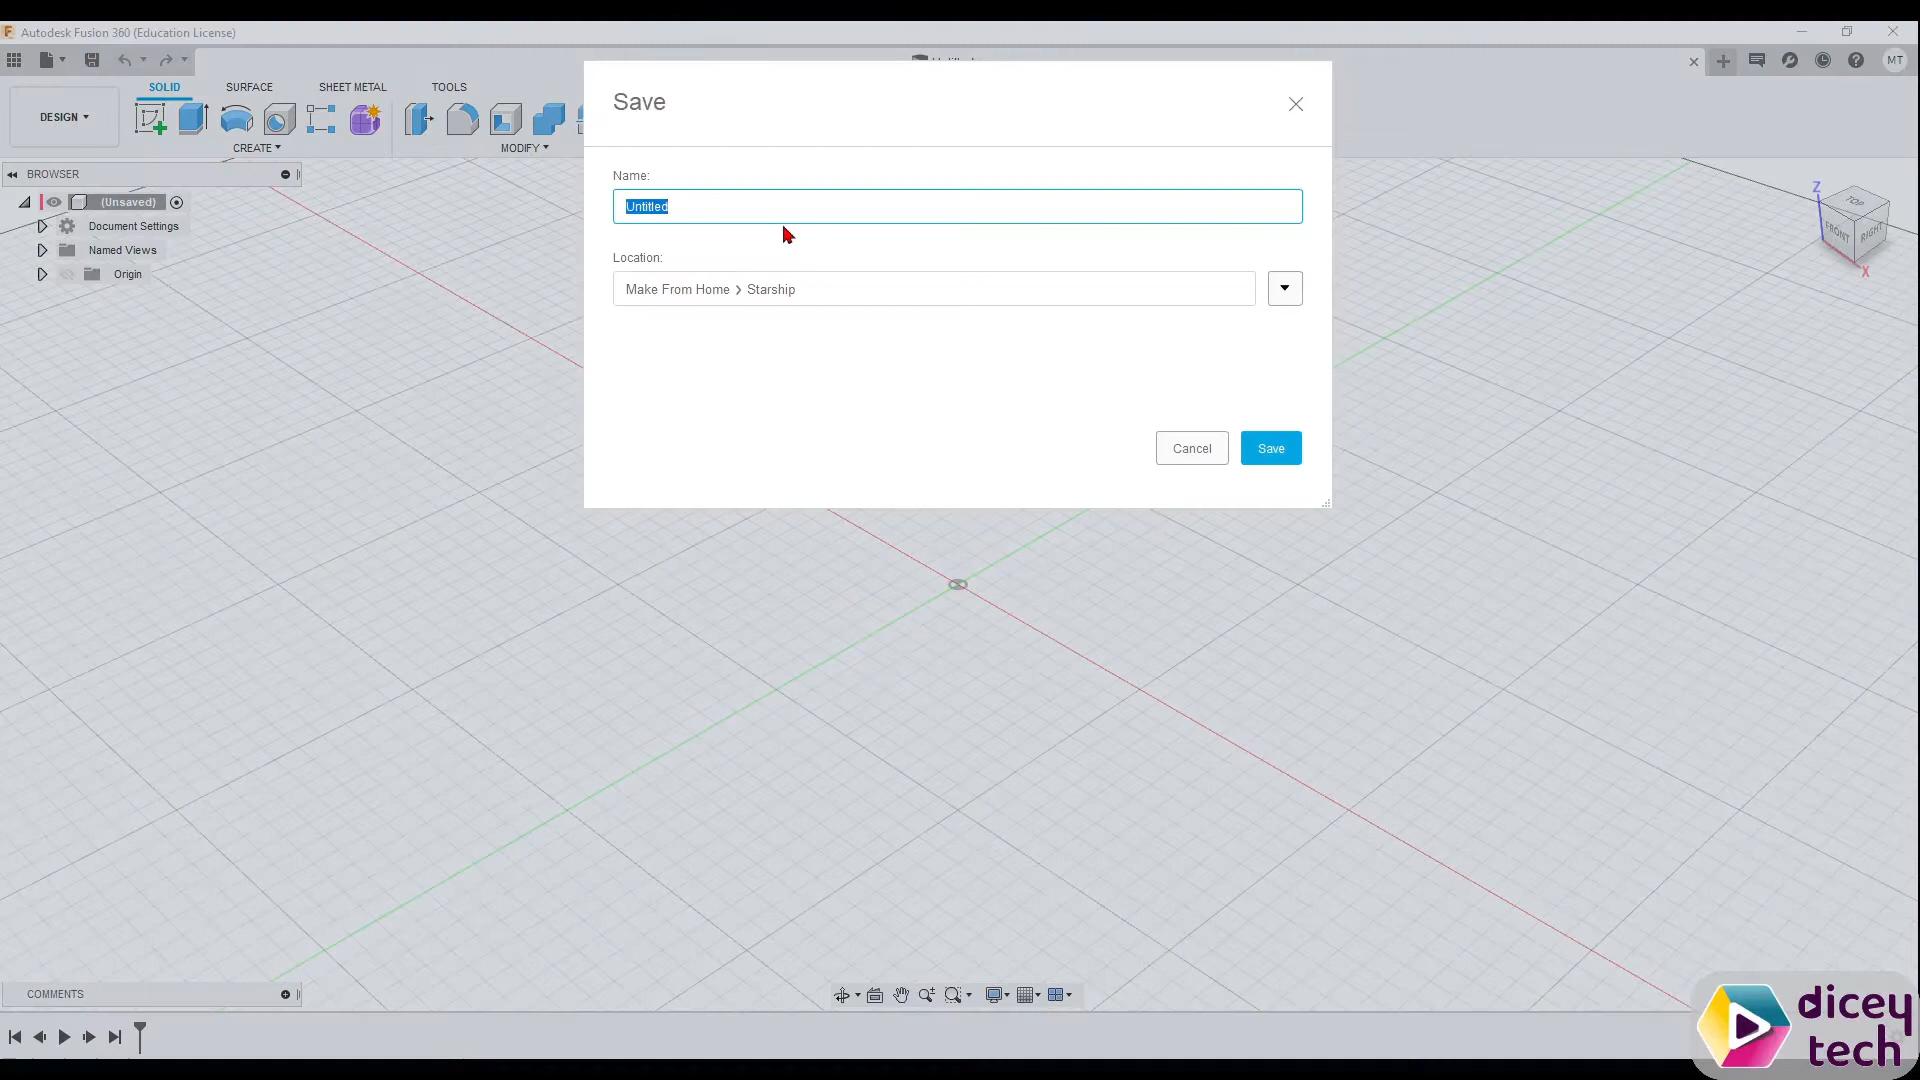 Autodesk Fusion 360 (Education License)
MT
SOLID
SURFACE
SHEET METAL
TOOLS
DESIGN
CREATE
MODIFY
Save
Name:
Untitled
Location:
Make From Home > Starship
Cancel
Save
BROWSER
(Unsaved)
Document Settings
Named Views
Origin
Z
TOP
FRONT
RIGHT
X
COMMENTS
dicey
tech